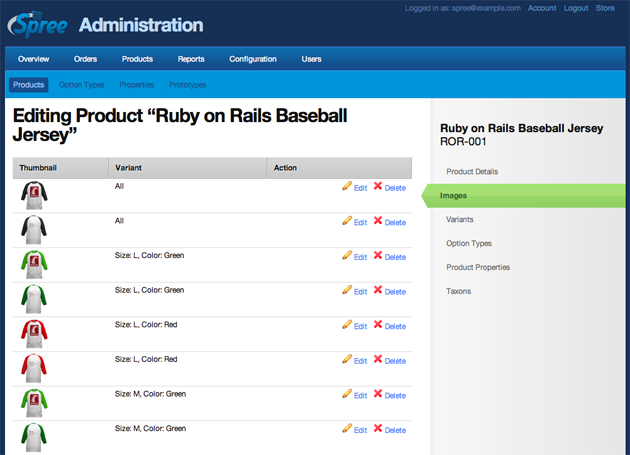 Logged in as: spree@example.com Account Logout Store
Spree Administration
Overview Orders Products Reports Configuration Users
Products Option Types Properties Prototypes
Editing Product “Ruby on Rails Baseball
Jersey”
Thumbnail Variant Action
All Edit Delete
All Edit Delete
Size: L, Color: Green Edit Delete
Size: L, Color: Green Edit Delete
Size: L, Color: Red Edit Delete
Size: L, Color: Red Edit Delete
Size: M, Color: Green Edit Delete
Size: M, Color: Green Edit Delete
Ruby on Rails Baseball Jersey
ROR-001
Product Details
Images
Variants
Option Types
Product Properties
Taxons